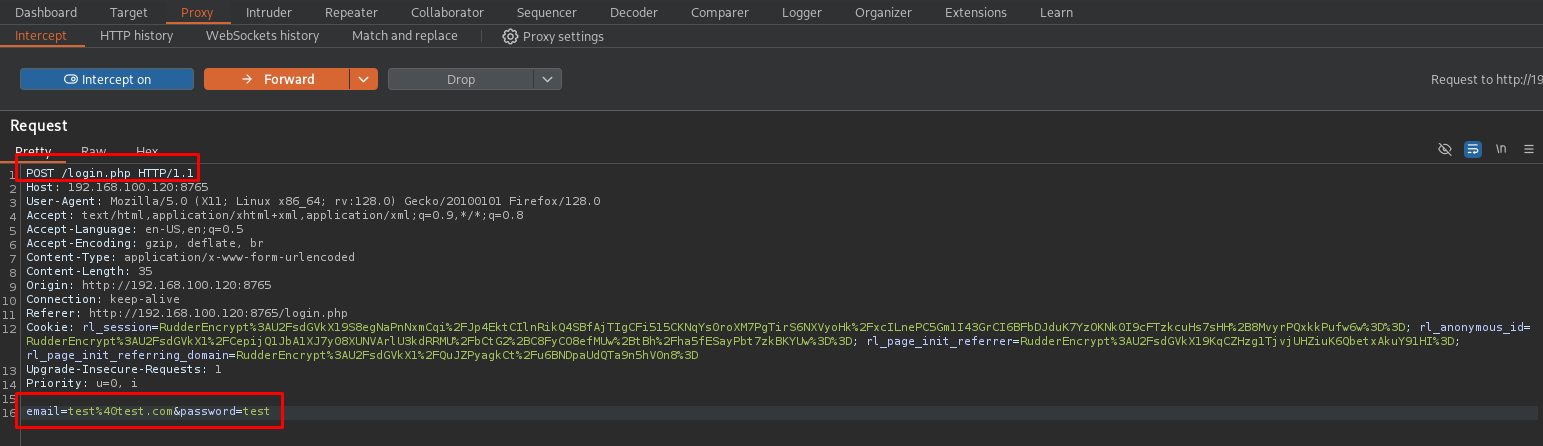 Dashboard Target Proxy Intruder Repeater Collaborator Sequencer Decoder Comparer Logger Organizer Extensions Learn
Intercept HTTP history WebSockets history Match and replace Proxy settings
Intercept on Forward Drop Request to http://19
Request
Pretty Raw Hex \n
1 POST /login.php HTTP/1.1
2 Host: 192.168.100.120:8765
3 User-Agent: Mozilla/5.0 (X11; Linux x86_64; rv:128.0) Gecko/20100101 Firefox/128.0
4 Accept: text/html,application/xhtml+xml,application/xml;q=0.9,*/*;q=0.8
5 Accept-Language: en-US,en;q=0.5
6 Accept-Encoding: gzip, deflate, br
7 Content-Type: application/x-www-form-urlencoded
8 Content-Length: 35
9 Origin: http://192.168.100.120:8765
10 Connection: keep-alive
11 Referer: http://192.168.100.120:8765/login.php
12 Cookie: rl_session=RudderEncrypt%3AU2FsdGVkX19S8egNaPnNxmCqi%2FJp4EktCIlnRikQ4SBfAjTIgCFi515CKNqYsOroXM7PgTirS6NXVyoHk%2FxcILnePC5Gm1I43GrCI6BFbDJduK7YzOKNk0I9cFTzkcuHs7sHH%2B8MvyrPQxkkPufw6w%3D%3D; rl_anonymous_id=
RudderEncrypt%3AU2FsdGVkX1%2FCepijQ1JbA1XJ7yO8XUNVArlU3kdRRMU%2FbCtG2%2BC8FyCO8efMUw%2BtBh%2Fha5fESayPbt7zkBKYUw%3D%3D; rl_page_init_referrer=RudderEncrypt%3AU2FsdGVkX19KqCZHzg1TjvjUHZiuK6QbetxAkuY91HI%3D;
rl_page_init_referring_domain=RudderEncrypt%3AU2FsdGVkX1%2FQuJZPyagkCt%2Fu6BNDpaUdQTa9n5hV0n8%3D
13 Upgrade-Insecure-Requests: 1
14 Priority: u=0, i
15
16 email=test%40test.com&password=test